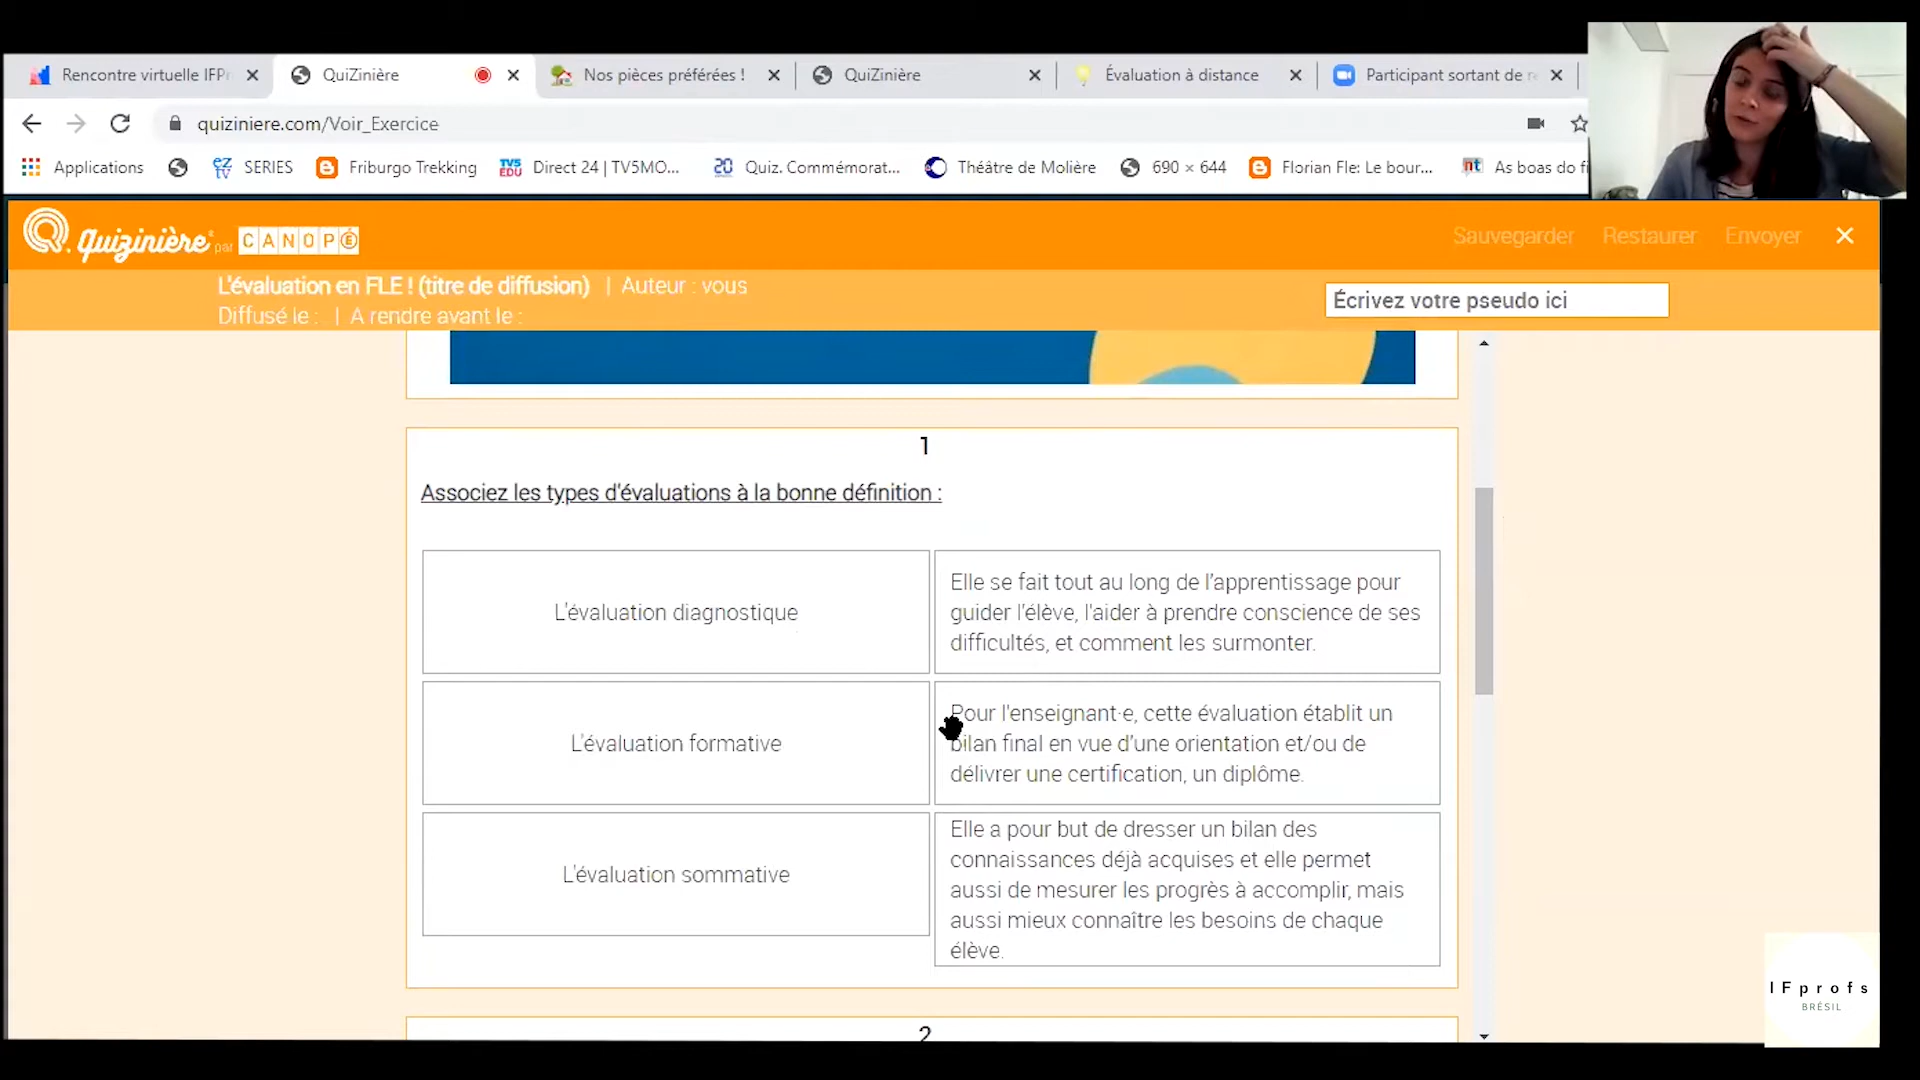 Rencontre virtuelle IFPr
QuiZinière
Nos pièces préférées !
QuiZinière
Évaluation à distance
Participant sortant de r
quiziniere.com/Voir_Exercice
Applications
SERIES
Friburgo Trekking
Direct 24 | TV5MO...
Quiz. Commémorat...
Théâtre de Molière
690 × 644
Florian Fle: Le bour...
As boas do fi
Quizinière par CANOPÉ
Sauvegarder Restaurer Envoyer
L'évaluation en FLE ! (titre de diffusion) | Auteur : vous
Diffusé le : | A rendre avant le :
Écrivez votre pseudo ici
1
Associez les types d'évaluations à la bonne définition :
L'évaluation diagnostique
Elle se fait tout au long de l'apprentissage pour
guider l'élève, l'aider à prendre conscience de ses
difficultés, et comment les surmonter.
L'évaluation formative
Pour l'enseignant·e, cette évaluation établit un
bilan final en vue d'une orientation et/ou de
délivrer une certification, un diplôme.
L'évaluation sommative
Elle a pour but de dresser un bilan des
connaissances déjà acquises et elle permet
aussi de mesurer les progrès à accomplir, mais
aussi mieux connaître les besoins de chaque
élève.
2
IFprofs
BRÉSIL